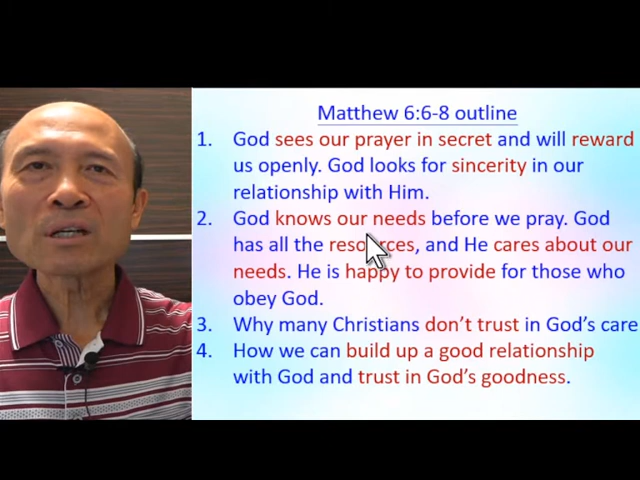 Matthew 6:6-8 outline
1. God sees our prayer in secret and will reward
us openly. God looks for sincerity in our
relationship with Him.
2. God knows our needs before we pray. God
has all the resources, and He cares about our
needs. He is happy to provide for those who
obey God.
3. Why many Christians don’t trust in God’s care
4. How we can build up a good relationship
with God and trust in God’s goodness.